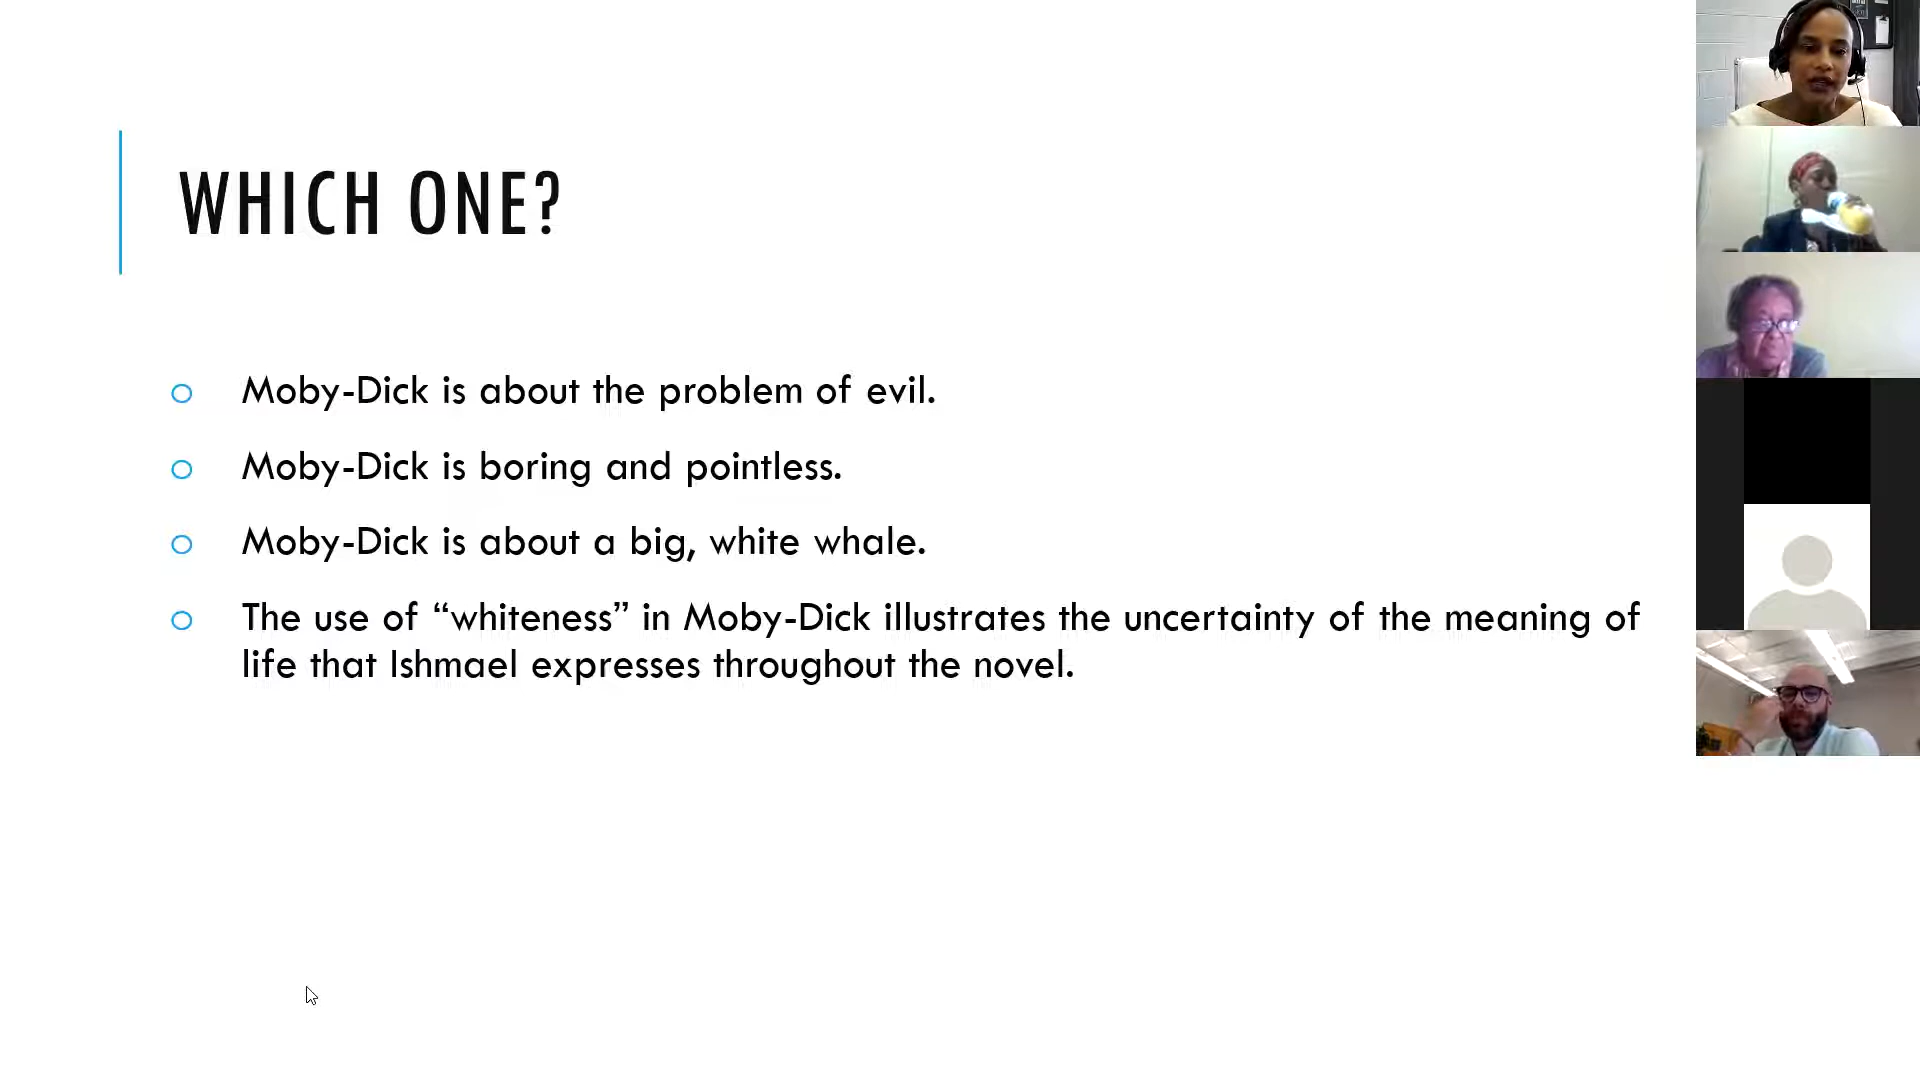 WHICH ONE?
Moby-Dick is about the problem of evil.
Moby-Dick is boring and pointless.
Moby-Dick is about a big, white whale.
The use of “whiteness” in Moby-Dick illustrates the uncertainty of the meaning of
life that Ishmael expresses throughout the novel.